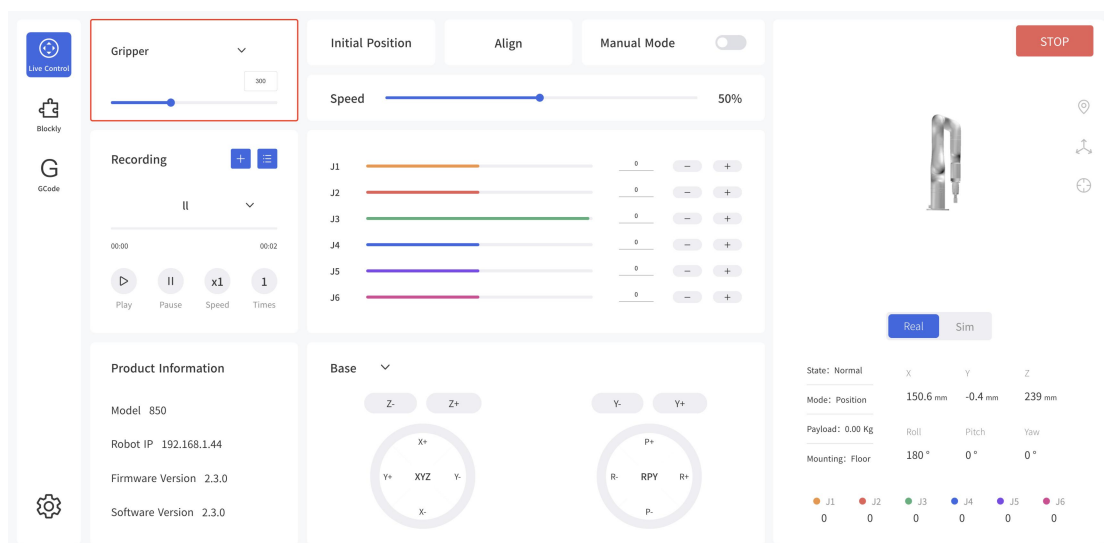 Live Control
Blockly
G
GCode
Gripper
300
Recording
+
ll
00:00 00:02
x1 1
Play Pause Speed Times
Product Information
Model 850
Robot IP 192.168.1.44
Firmware Version 2.3.0
Software Version 2.3.0
Initial Position Align Manual Mode
Speed 50%
J1 0 - +
J2 0 - +
J3 0 - +
J4 0 - +
J5 0 - +
J6 0 - +
Base
Z- Z+
X+
Y+ XYZ Y-
X-
Y- Y+
P+
R- RPY R+
P-
STOP
Real Sim
State: Normal
Mode: Position
Payload: 0.00 Kg
Mounting: Floor
X Y Z
150.6 mm -0.4 mm 239 mm
Roll Pitch Yaw
180 ° 0 ° 0 °
J1 J2 J3 J4 J5 J6
0 0 0 0 0 0